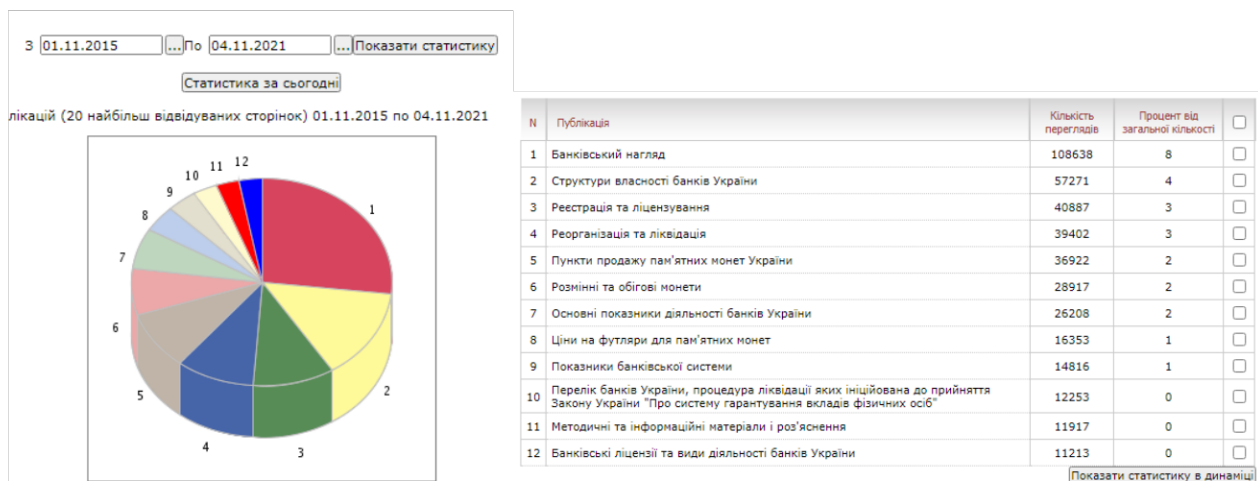 З 01.11.2015 ... По 04.11.2021 ... Показати статистику
Статистика за сьогодні
лікацій (20 найбільш відвідуваних сторінок) 01.11.2015 по 04.11.2021
1
2
3
4
5
6
7
8
9
10
11
12
N Публікація Кількість переглядів Процент від загальної кількості
1 Банківський нагляд 108638 8
2 Структури власності банків України 57271 4
3 Реєстрація та ліцензування 40887 3
4 Реорганізація та ліквідація 39402 3
5 Пункти продажу пам'ятних монет України 36922 2
6 Розмінні та обігові монети 28917 2
7 Основні показники діяльності банків України 26208 2
8 Ціни на футляри для пам'ятних монет 16353 1
9 Показники банківської системи 14816 1
10 Перелік банків України, процедура ліквідації яких ініційована до прийняття
Закону України "Про систему гарантування вкладів фізичних осіб" 12253 0
11 Методичні та інформаційні матеріали і роз'яснення 11917 0
12 Банківські ліцензії та види діяльності банків України 11213 0
Показати статистику в динаміці